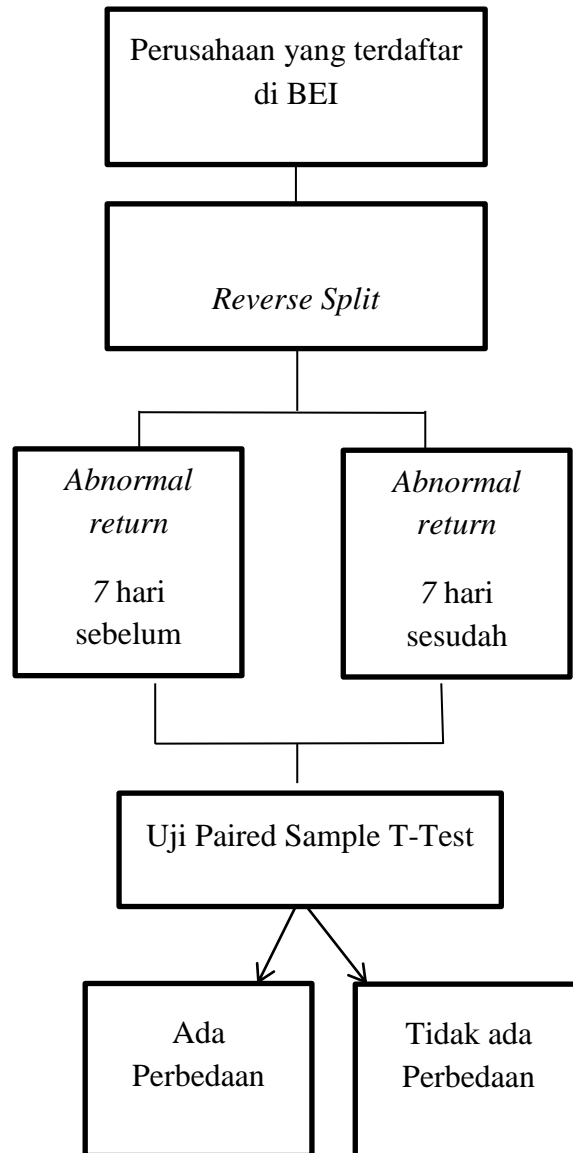 Perusahaan yang terdaftar
di BEI
Reverse Split
Abnormal
return
7 hari
sebelum
Abnormal
return
7 hari
sesudah
Uji Paired Sample T-Test
Ada
Perbedaan
Tidak ada
Perbedaan